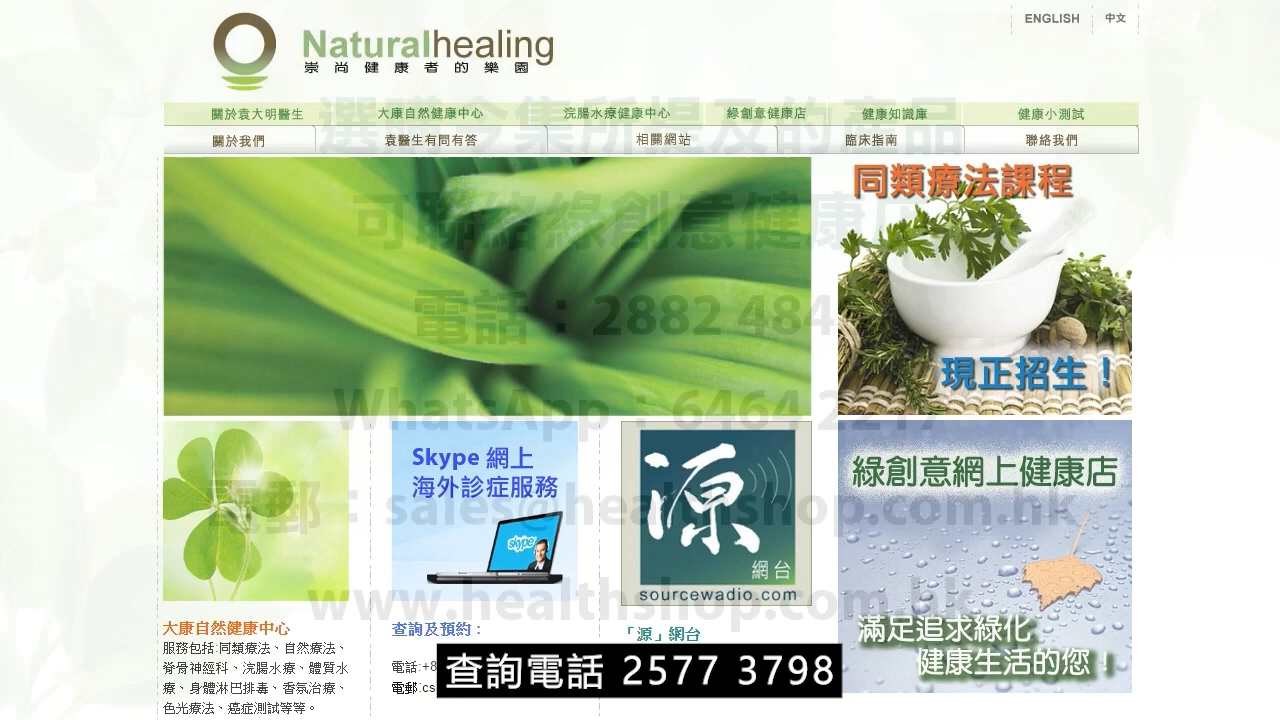 ENGLISH
中文
Naturalhealing
崇尚健康者的樂園
關於袁大明醫生
大康自然健康中心
浣腸水療健康中心
綠創意健康店
健康知識庫
健康小測試
關於我們
袁醫生有問有答
相關網站
臨床指南
聯絡我們
選購今集所提及的產品
可聯絡綠創意健康店
電話：2882 484
WhatsApp：6464 2217
電郵：sales@healthshop.com.hk
www.healthshop.com.hk
同類療法課程
現正招生！
Skype 網上
海外診症服務
skype
源
網台
sourcewadio.com
綠創意網上健康店
滿足追求綠化
健康生活的您！
大康自然健康中心
服務包括:同類療法、自然療法、
脊骨神經科、浣腸水療、體重治
療、身體淋巴排毒、香薰治療、
色光療法、癌症測試等等。
查詢及預約：
電話:+8
電郵:cs
「源」網台
查詢電話 2577 3798